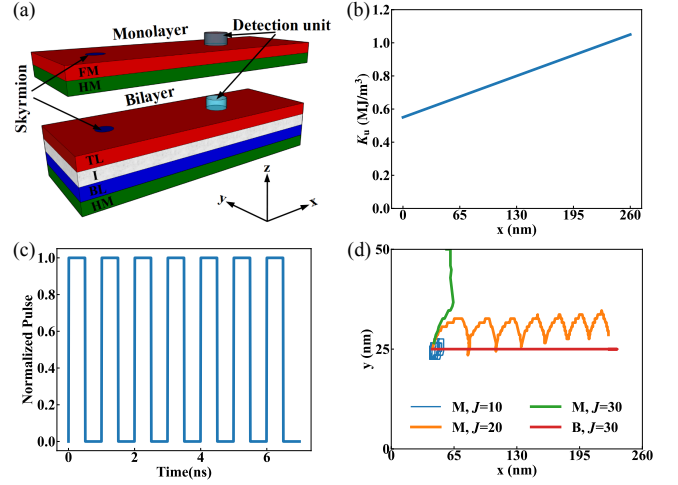 (a)
Monolayer
Detection unit
Skyrmion
FM
HM
Bilayer
TL
I
BL
HM
z
y
x
(b)
1.2
1.0
0.8
0.6
0.4
0.2
0.0
K_u (MJ/m³)
0 65 130 195 260
x (nm)
(c)
1.0
0.8
0.6
0.4
0.2
0.0
Normalized Pulse
0 2 4 6
Time(ns)
(d)
50
25
0
y (nm)
M, J=10
M, J=30
M, J=20
B, J=30
0 65 130 195 260
x (nm)